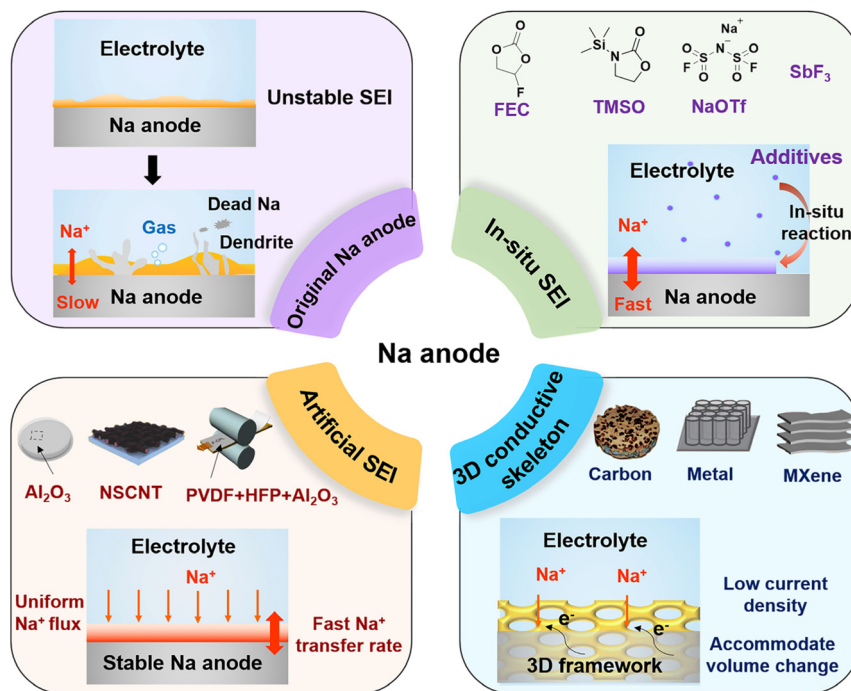 Electrolyte
Unstable SEI
Na anode
Dead Na
Na⁺
Gas
Dendrite
Slow
Na anode
Original Na anode
O
O
O
F
FEC
Si
N
O
O
TMSO
Na⁺
O
N⁻
O
S
S
F
O
O
F
NaOTf
SbF₃
Electrolyte
Additives
Na⁺
In-situ
reaction
Fast
Na anode
In-situ SEI
Na anode
Artificial SEI
Al₂O₃
NSCNT
PVDF+HFP+Al₂O₃
Electrolyte
Na⁺
Uniform
Na⁺ flux
Fast Na⁺
transfer rate
Stable Na anode
3D conductive
skeleton
Carbon
Metal
MXene
Electrolyte
Na⁺
Na⁺
e⁻
e⁻
3D framework
Low current
density
Accommodate
volume change